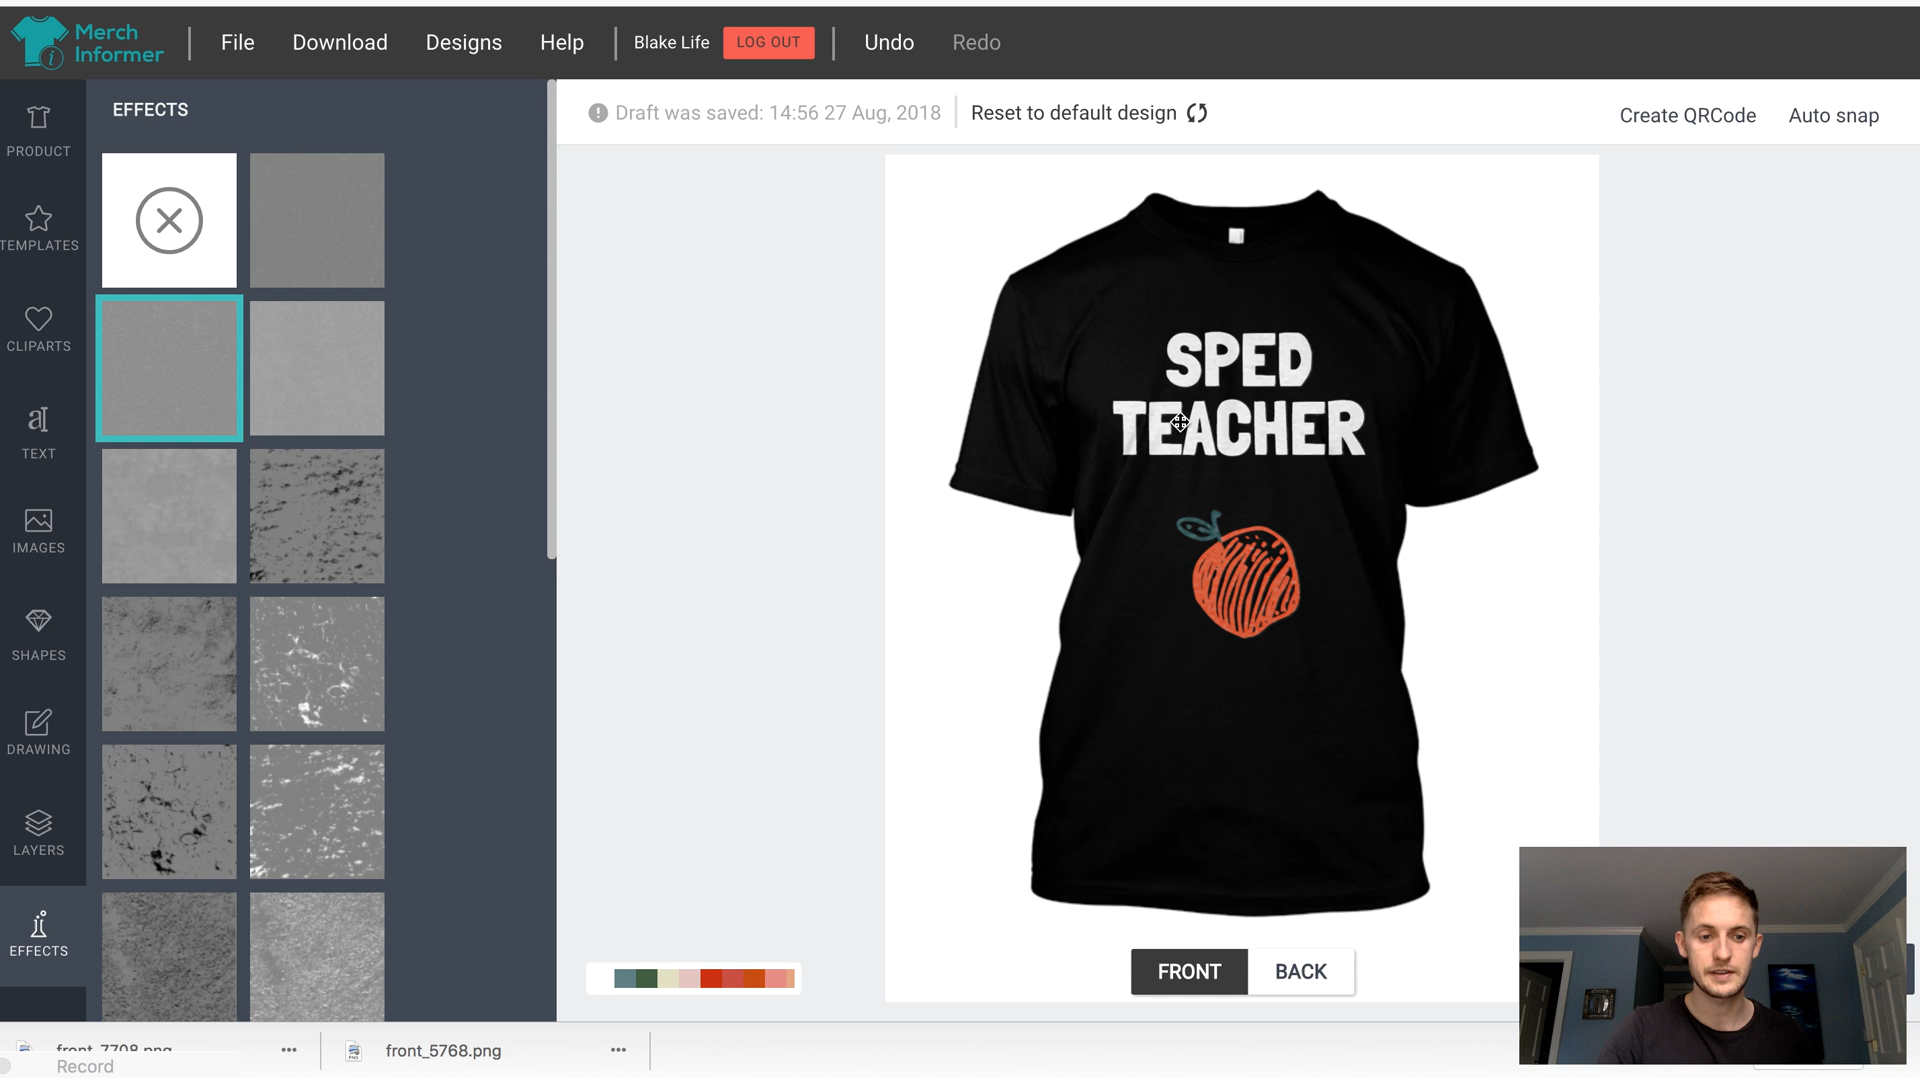 Merch
Informer
File
Download
Designs
Help
Blake Life
LOG OUT
Undo
Redo
EFFECTS
Draft was saved: 14:56 27 Aug, 2018
Reset to default design
Create QRCode
Auto snap
PRODUCT
TEMPLATES
CLIPARTS
TEXT
IMAGES
SHAPES
DRAWING
LAYERS
EFFECTS
SPED
TEACHER
FRONT
BACK
front_7708.png
front_5768.png
Record